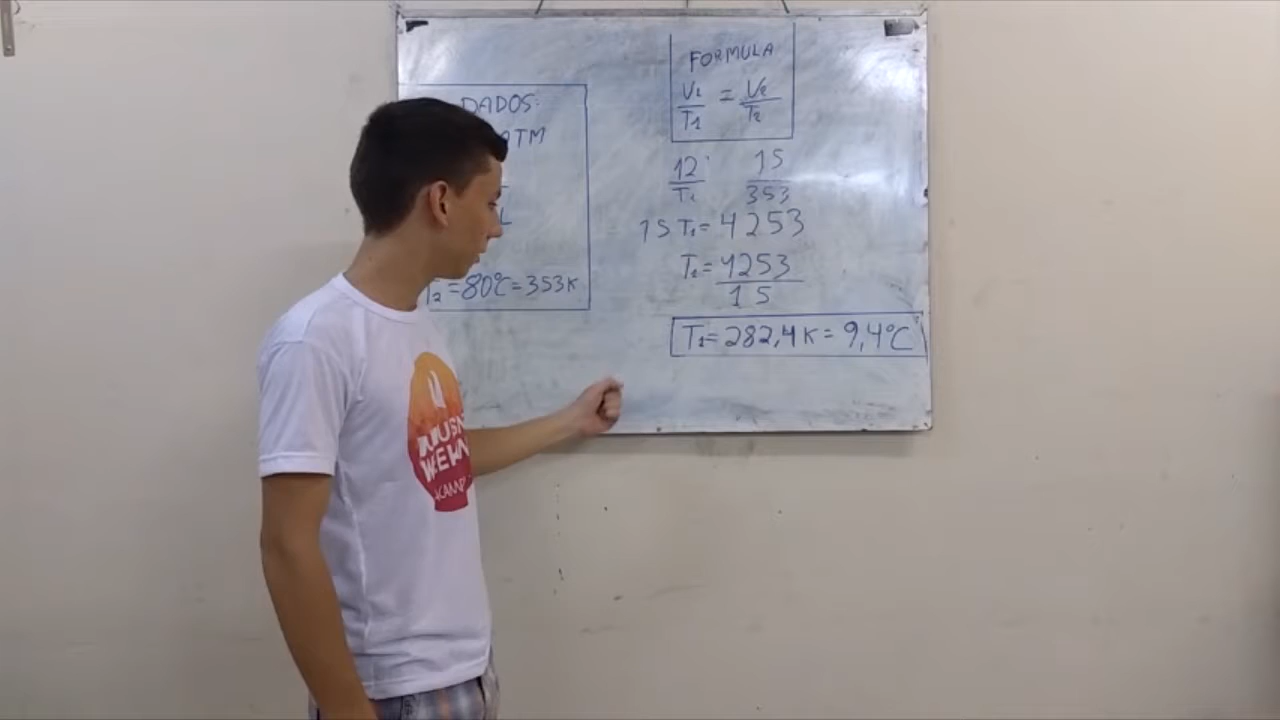 DADOS:
ATM
L
T₂ = 80°C = 353K
FORMULA
V₁ = V₂
T₁ T₂
12 15
T₁ 353
15 T₁ = 4253
T₁ = 4253
15
T₁ = 282,4 K = 9,4°C